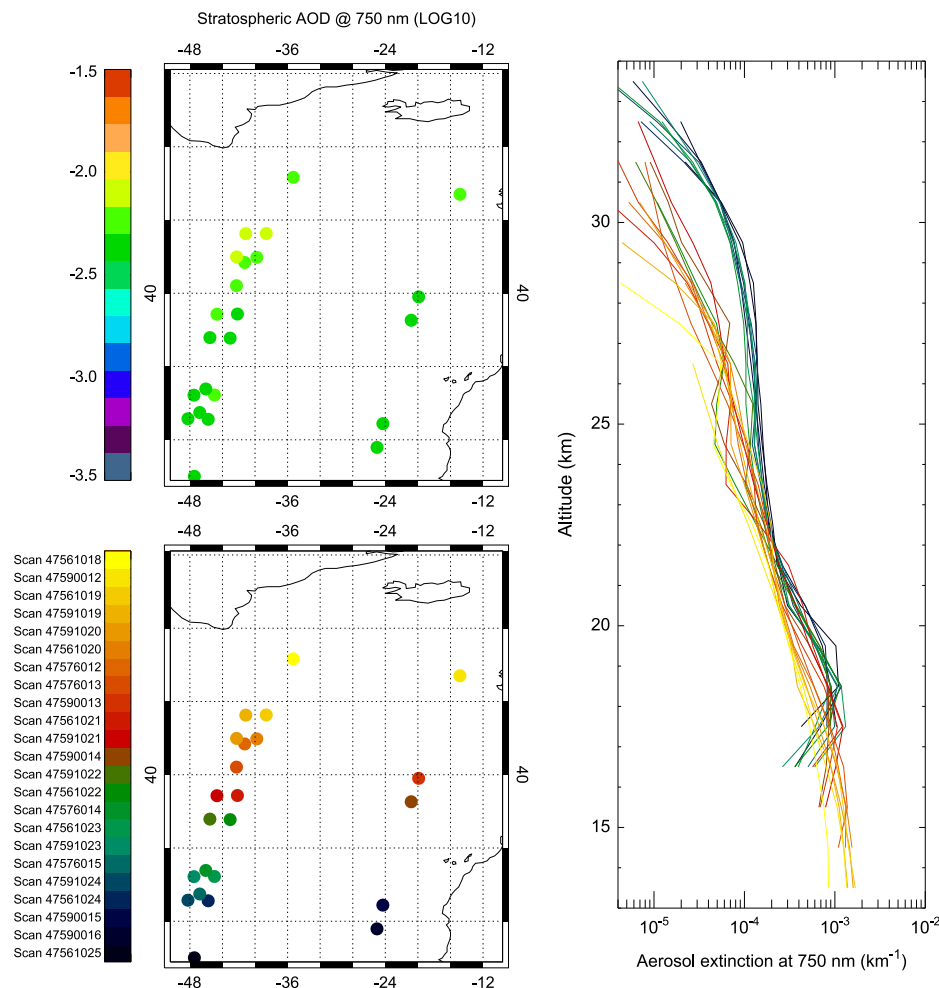 Stratospheric AOD @ 750 nm (LOG10)
-48 -36 -24 -12
-1.5
-2.0
-2.5
-3.0
-3.5
40 40
-48 -36 -24 -12
-48 -36 -24 -12
Scan 47561018
Scan 47590012
Scan 47561019
Scan 47591019
Scan 47591020
Scan 47561020
Scan 47576012
Scan 47576013
Scan 47590013
Scan 47561021
Scan 47591021
Scan 47590014
Scan 47591022
Scan 47561022
Scan 47576014
Scan 47561023
Scan 47591023
Scan 47576015
Scan 47591024
Scan 47561024
Scan 47590015
Scan 47590016
Scan 47561025
40 40
-48 -36 -24 -12
Altitude (km)
30
25
20
15
10⁻⁵ 10⁻⁴ 10⁻³ 10⁻²
Aerosol extinction at 750 nm (km⁻¹)